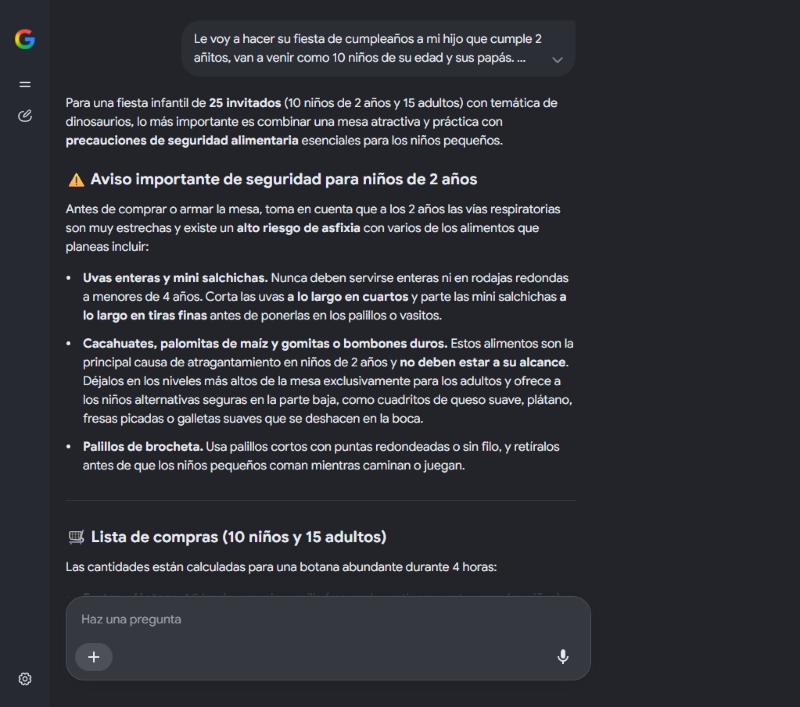 Le voy a hacer su fiesta de cumpleaños a mi hijo que cumple 2
añitos, van a venir como 10 niños de su edad y sus papás. ...
Para una fiesta infantil de 25 invitados (10 niños de 2 años y 15 adultos) con temática de
dinosaurios, lo más importante es combinar una mesa atractiva y práctica con
precauciones de seguridad alimentaria esenciales para los niños pequeños.
Aviso importante de seguridad para niños de 2 años
Antes de comprar o armar la mesa, toma en cuenta que a los 2 años las vías respiratorias
son muy estrechas y existe un alto riesgo de asfixia con varios de los alimentos que
planeas incluir:
• Uvas enteras y mini salchichas. Nunca deben servirse enteras ni en rodajas redondas
a menores de 4 años. Corta las uvas a lo largo en cuartos y parte las mini salchichas a
lo largo en tiras finas antes de ponerlas en los palillos o vasitos.
• Cacahuates, palomitas de maíz y gomitas o bombones duros. Estos alimentos son la
principal causa de atragantamiento en niños de 2 años y no deben estar a su alcance.
Déjalos en los niveles más altos de la mesa exclusivamente para los adultos y ofrece a
los niños alternativas seguras en la parte baja, como cuadritos de queso suave, plátano,
fresas picadas o galletas suaves que se deshacen en la boca.
• Palillos de brocheta. Usa palillos cortos con puntas redondeadas o sin filo, y retíralos
antes de que los niños pequeños coman mientras caminan o juegan.
Lista de compras (10 niños y 15 adultos)
Las cantidades están calculadas para una botana abundante durante 4 horas:
Haz una pregunta